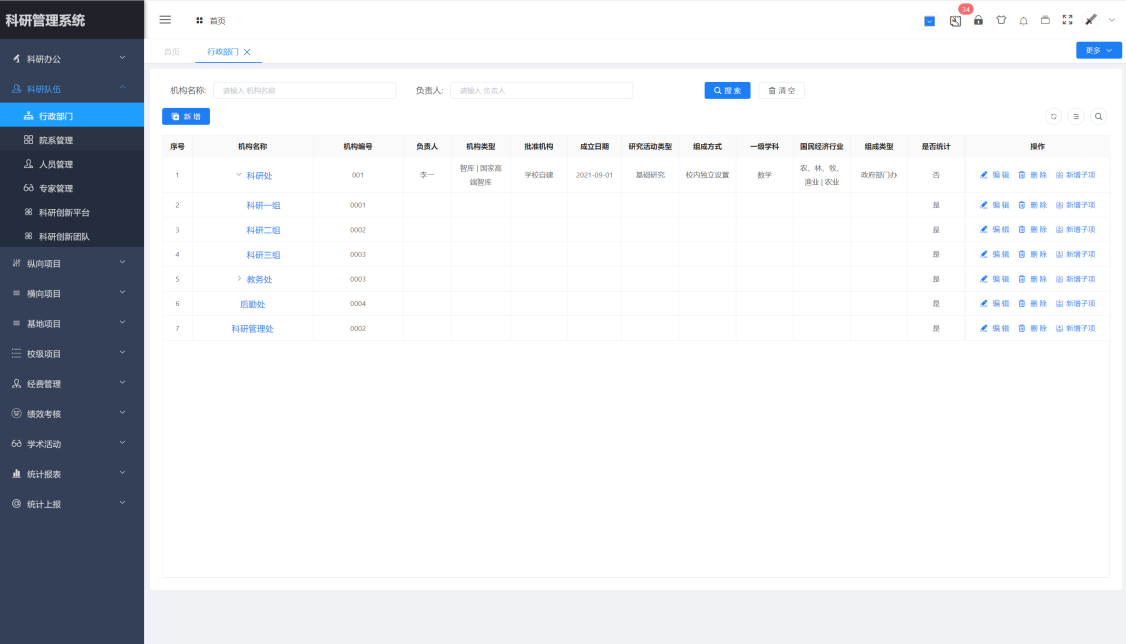 科研管理系统
首页
34
科研办公
首页
行政部门
更多
科研队伍
机构名称:
请输入 机构名称
负责人:
请输入 负责人
搜 索
清 空
行政部门
新 增
院系管理
人员管理
专家管理
科研创新平台
科研创新团队
纵向项目
横向项目
基地项目
校级项目
经费管理
绩效考核
学术活动
统计报表
统计上报
序号 机构名称 机构编号 负责人 机构类型 批准机构 成立日期 研究活动类型 组成方式 一级学科 国民经济行业 组成类型 是否统计 操作
1 科研处 001 李一 智库 | 国家高端智库 学校自建 2021-09-01 基础研究 校内独立设置 数学 农、林、牧、渔业 | 农业 政府部门办 否 编 辑 删 除 新增子项
2 科研一组 0001 是 编 辑 删 除 新增子项
3 科研二组 0002 是 编 辑 删 除 新增子项
4 科研三组 0003 是 编 辑 删 除 新增子项
5 教务处 0003 是 编 辑 删 除 新增子项
6 后勤处 0004 是 编 辑 删 除 新增子项
7 科研管理处 0002 是 编 辑 删 除 新增子项